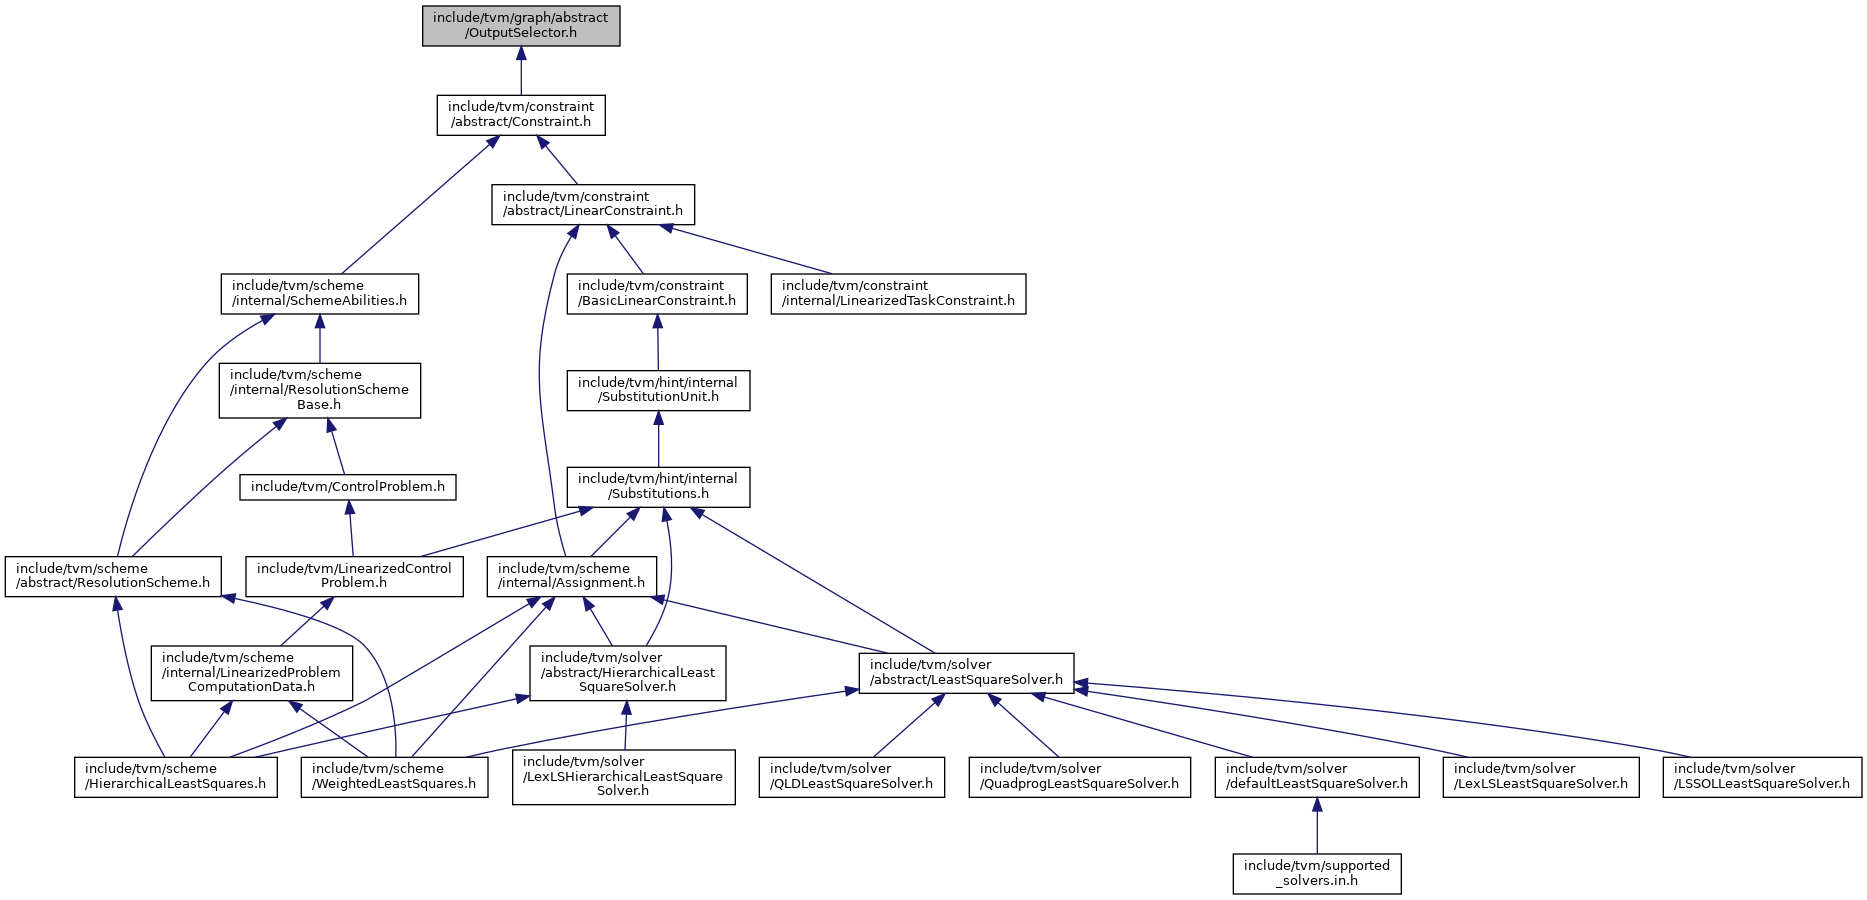 include/tvm/graph/abstract
/OutputSelector.h
include/tvm/constraint
/abstract/Constraint.h
include/tvm/constraint
/abstract/LinearConstraint.h
include/tvm/scheme
/internal/SchemeAbilities.h
include/tvm/constraint
/BasicLinearConstraint.h
include/tvm/constraint
/internal/LinearizedTaskConstraint.h
include/tvm/scheme
/internal/ResolutionScheme
Base.h
include/tvm/hint/internal
/SubstitutionUnit.h
include/tvm/ControlProblem.h
include/tvm/hint/internal
/Substitutions.h
include/tvm/scheme
/abstract/ResolutionScheme.h
include/tvm/LinearizedControl
Problem.h
include/tvm/scheme
/internal/Assignment.h
include/tvm/scheme
/internal/LinearizedProblem
ComputationData.h
include/tvm/solver
/abstract/HierarchicalLeast
SquareSolver.h
include/tvm/solver
/abstract/LeastSquareSolver.h
include/tvm/scheme
/HierarchicalLeastSquares.h
include/tvm/scheme
/WeightedLeastSquares.h
include/tvm/solver
/LexLSHierarchicalLeastSquare
Solver.h
include/tvm/solver
/QLDLeastSquareSolver.h
include/tvm/solver
/QuadprogLeastSquareSolver.h
include/tvm/solver
/defaultLeastSquareSolver.h
include/tvm/solver
/LexLSLeastSquareSolver.h
include/tvm/solver
/LSSOLLeastSquareSolver.h
include/tvm/supported
_solvers.in.h